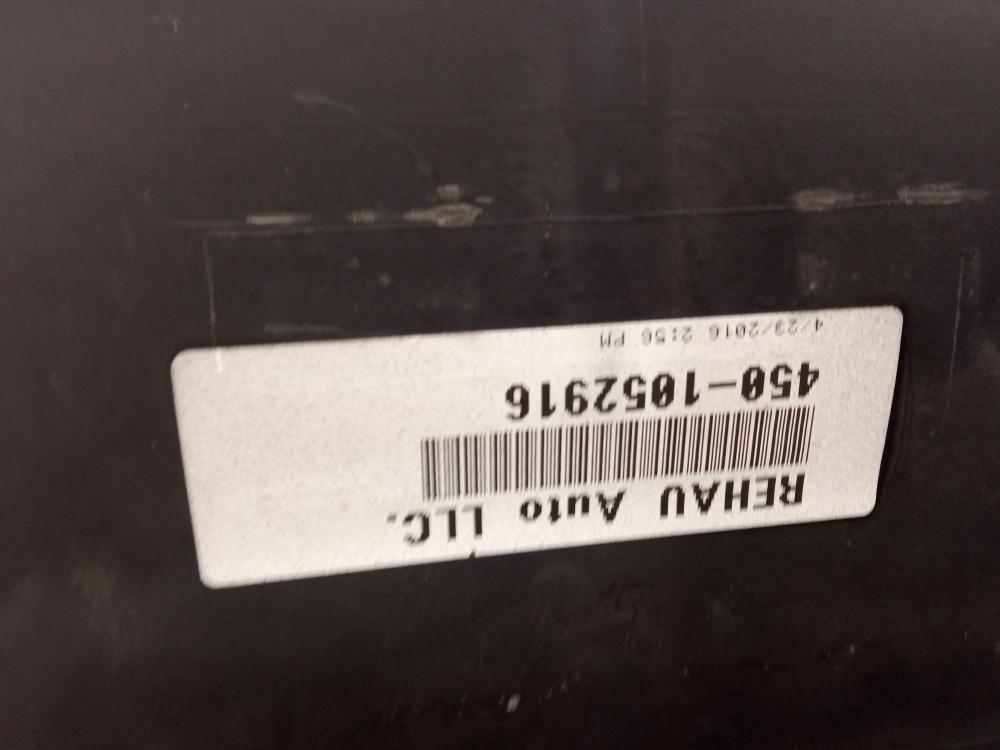 REHAU Auto LLC.
450-1052916
4/23/2016 2:56 PM